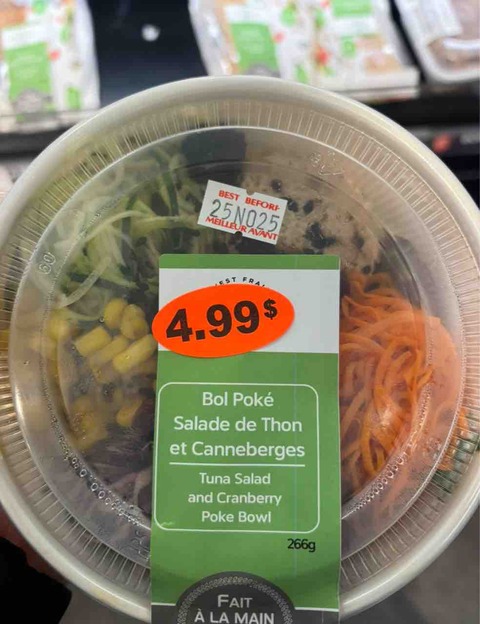 BEST BEFORE
25N025
MEILLEUR AVANT
4.99$
Bol Poké
Salade de Thon
et Canneberges
Tuna Salad
and Cranberry
Poke Bowl
266g
FAIT
À LA MAIN